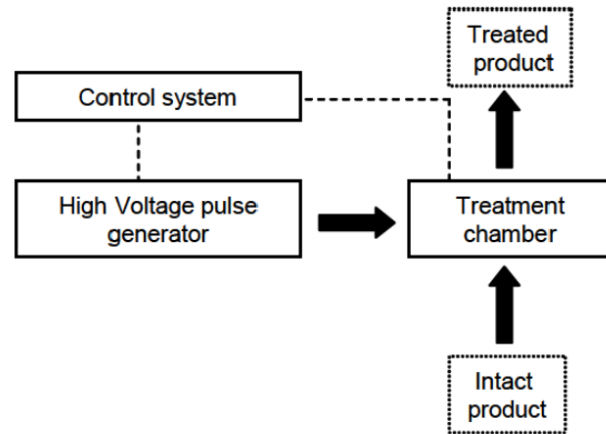 Treated
product
Control system
High Voltage pulse
generator
Treatment
chamber
Intact
product